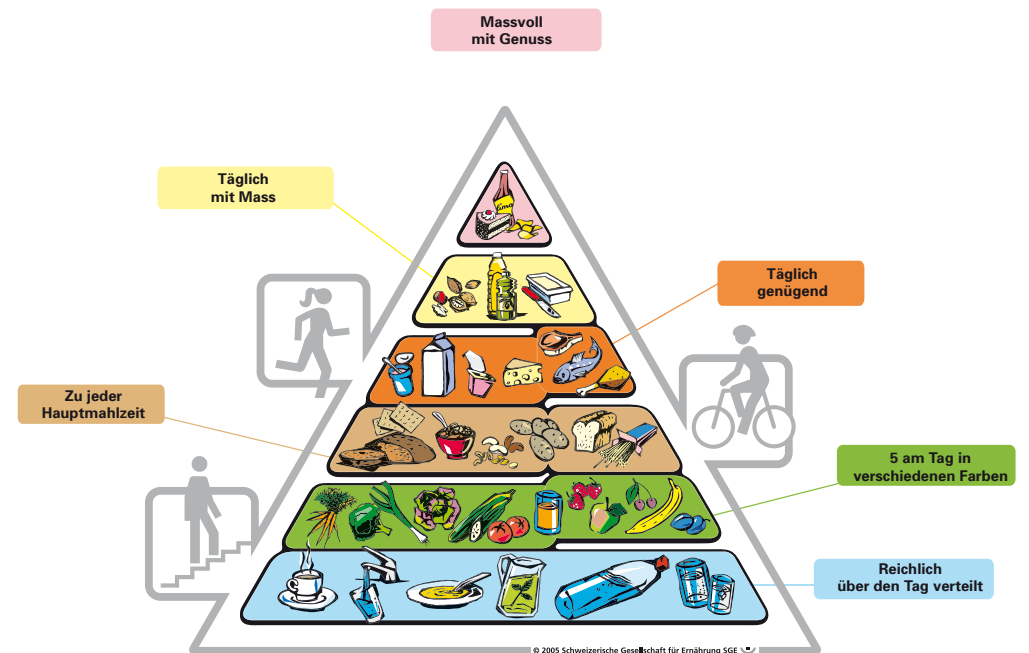 Massvoll
mit Genuss
Täglich
mit Mass
Limo
Täglich
genügend
Zu jeder
Hauptmahlzeit
5 am Tag in
verschiedenen Farben
Reichlich
über den Tag verteilt
© 2005 Schweizerische Gesellschaft für Ernährung SGE